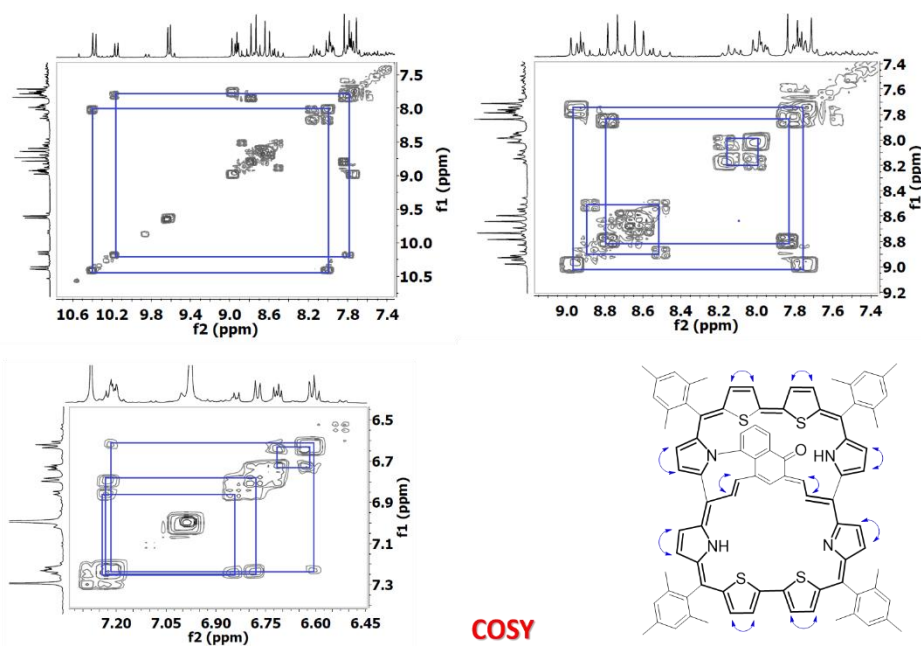 7.5
8.0
8.5
9.0
9.5
10.0
10.5
f1 (ppm)
10.6 10.2 9.8 9.4 9.0 8.6 8.2 7.8 7.4
f2 (ppm)
7.4
7.6
7.8
8.0
8.2
8.4
8.6
8.8
9.0
9.2
f1 (ppm)
9.0 8.8 8.6 8.4 8.2 8.0 7.8 7.6 7.4
f2 (ppm)
6.5
6.7
6.9
7.1
7.3
f1 (ppm)
7.20 7.05 6.90 6.75 6.60 6.45
f2 (ppm)
S S
N O HN
NH N
S S
COSY